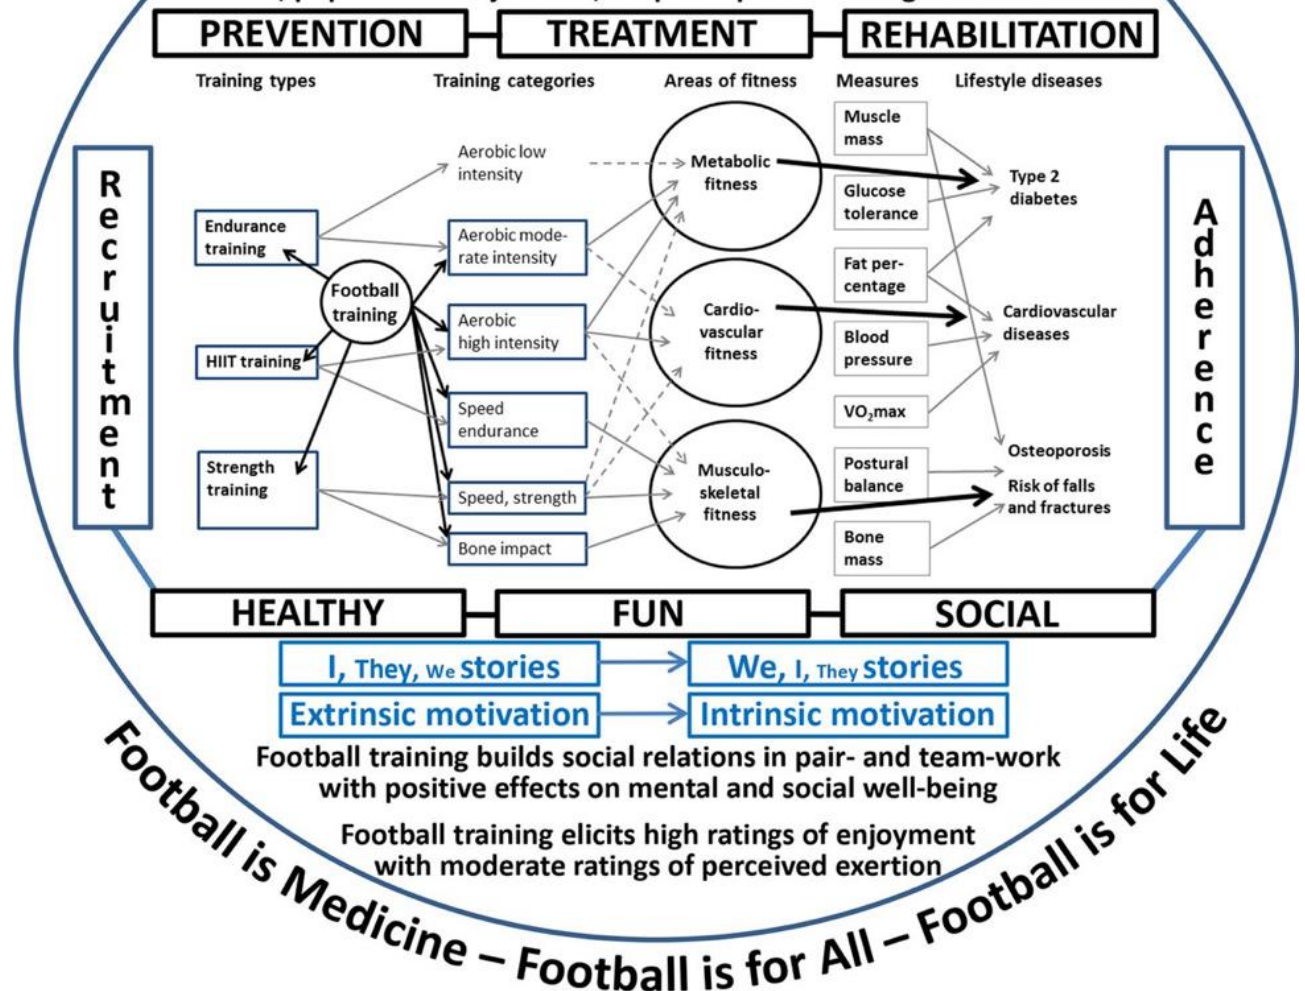 PREVENTION
TREATMENT
REHABILITATION
Training types
Training categories
Areas of fitness
Measures
Lifestyle diseases
Recruitment
Endurance
training
HIIT training
Strength
training
Football
training
Aerobic low
intensity
Aerobic mode-
rate intensity
Aerobic
high intensity
Speed
endurance
Speed, strength
Bone impact
Metabolic
fitness
Cardio-
vascular
fitness
Musculo-
skeletal
fitness
Muscle
mass
Glucose
tolerance
Fat per-
centage
Blood
pressure
VO₂max
Postural
balance
Bone
mass
Type 2
diabetes
Cardiovascular
diseases
Osteoporosis
Risk of falls
and fractures
Adherence
HEALTHY
FUN
SOCIAL
I, They, We stories
We, I, They stories
Extrinsic motivation
Intrinsic motivation
Football training builds social relations in pair- and team-work
with positive effects on mental and social well-being
Football training elicits high ratings of enjoyment
with moderate ratings of perceived exertion
Football is Medicine – Football is for All – Football is for Life